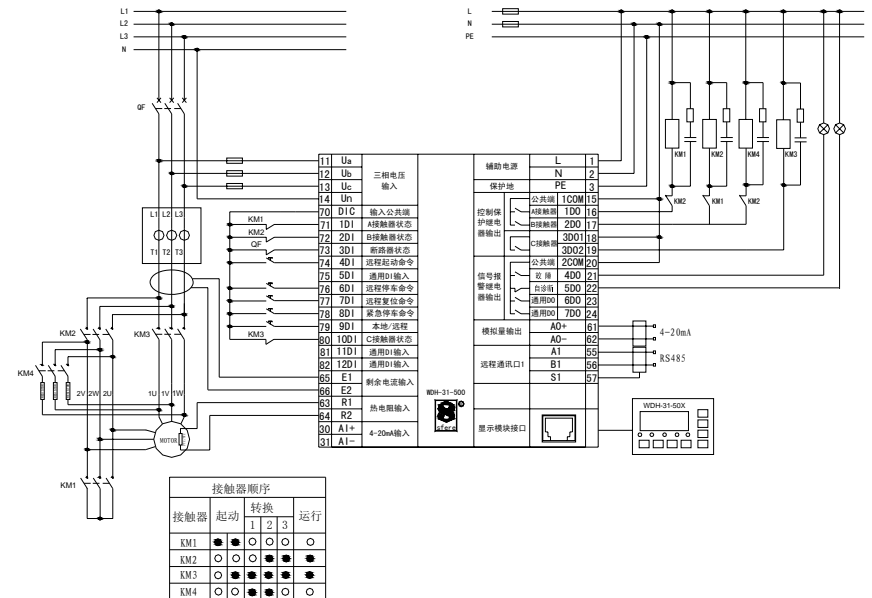 L1
L2
L3
N
L
N
PE
QF
L1 L2 L3
T1 T2 T3
KM1
KM2
QF
KM3
11 Ua
12 Ub
13 Uc
14 Un
三相电压
输入
70 DIC 输入公共端
71 1DI A接触器状态
72 2DI B接触器状态
73 3DI 断路器状态
74 4DI 远程起动命令
75 5DI 通用DI输入
76 6DI 远程停车命令
77 7DI 远程复位命令
78 8DI 紧急停车命令
79 9DI 本地/远程
80 10DI C接触器状态
81 11DI 通用DI输入
82 12DI 通用DI输入
65 E1
66 E2
剩余电流输入
63 R1
64 R2
热电阻输入
30 AI+
31 AI-
4-20mA输入
WDH-31-500
sfere
辅助电源
L 1
N 2
保护地 PE 3
控制保
护继电
器输出
公共端 1COM 15
A接触器 1DO 16
B接触器 2DO 17
C接触器
3DO1 18
3DO2 19
信号报
警继电
器输出
公共端 2COM 20
故障 4DO 21
自诊断 5DO 22
通用DO 6DO 23
通用DO 7DO 24
模拟量输出
AO+ 61
AO- 62
远程通讯口1
A1 55
B1 56
S1 57
显示模块接口
4-20mA
RS485
WDH-31-50X
KM1
KM2
KM4
KM3
KM2
KM1
KM2
KM2
KM3
KM4
2V 2W 2U
1U 1V 1W
MOTOR
KM1
接触器顺序
接触器 起动 转换 运行
1 2 3
KM1
KM2
KM3
KM4